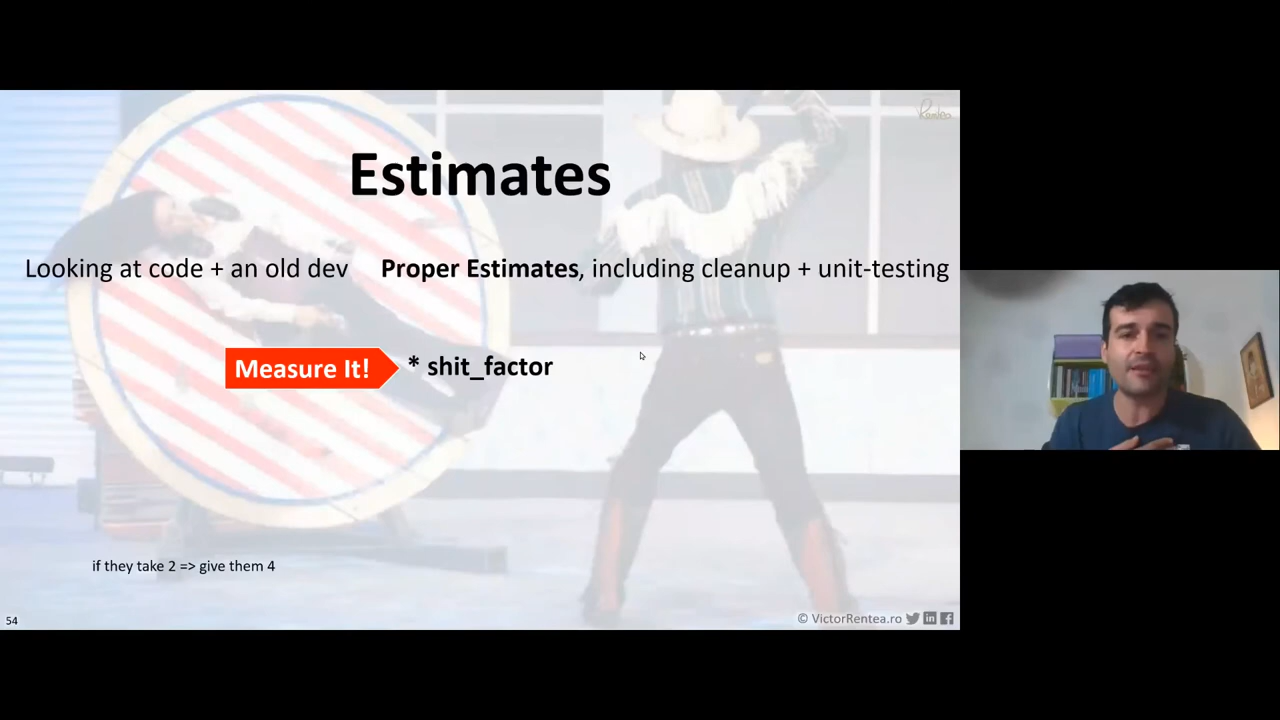 Rentea
Estimates
Looking at code + an old dev
Proper Estimates, including cleanup + unit-testing
Measure It!
* shit_factor
if they take 2 => give them 4
54
© VictorRentea.ro